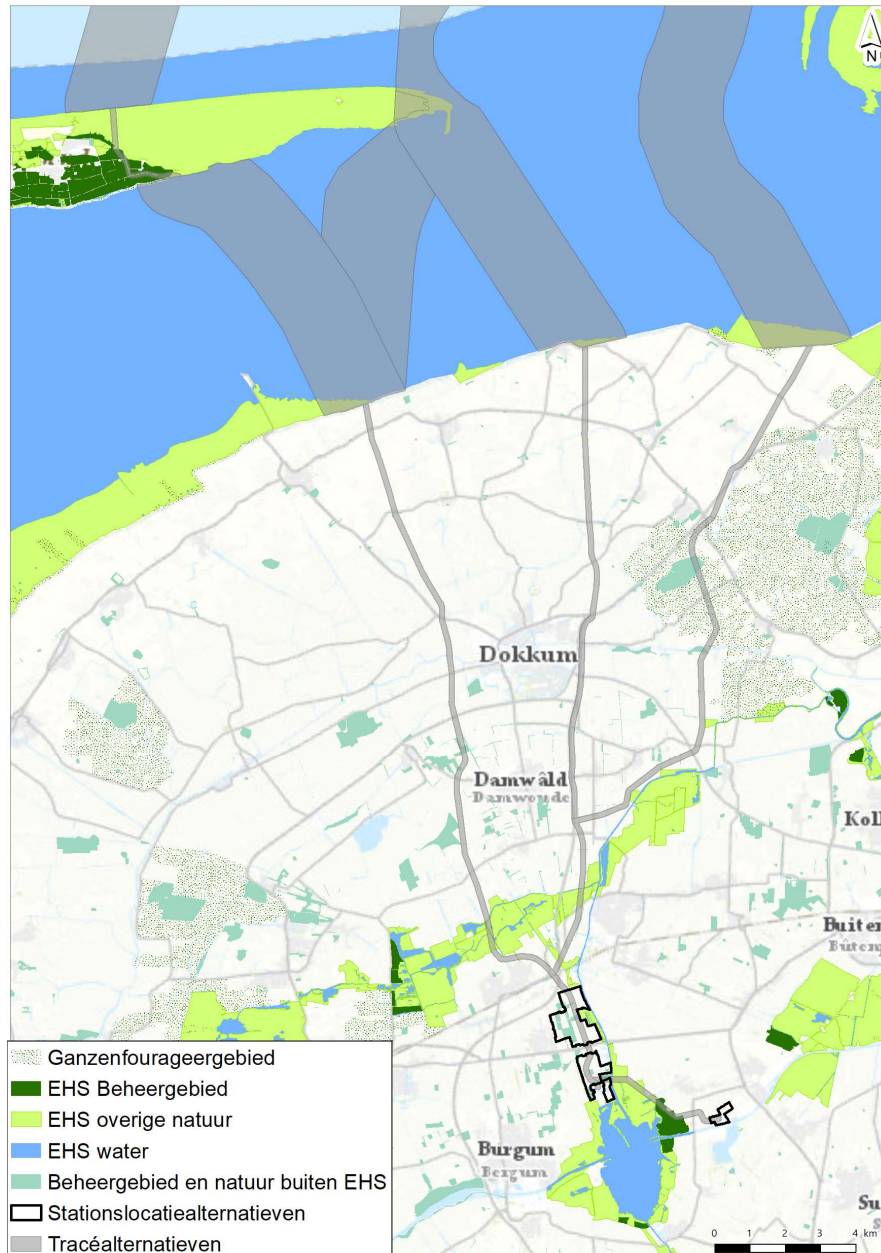 N
Dokkum
Damwâld
Damwoude
Koll
Buiten
Bûtenp
Burgum
Bergum
Su
S
Ganzenfourageergebied
EHS Beheergebied
EHS overige natuur
EHS water
Beheergebied en natuur buiten EHS
Stationslocatiealternatieven
Tracéalternatieven
0 1 2 3 4 km